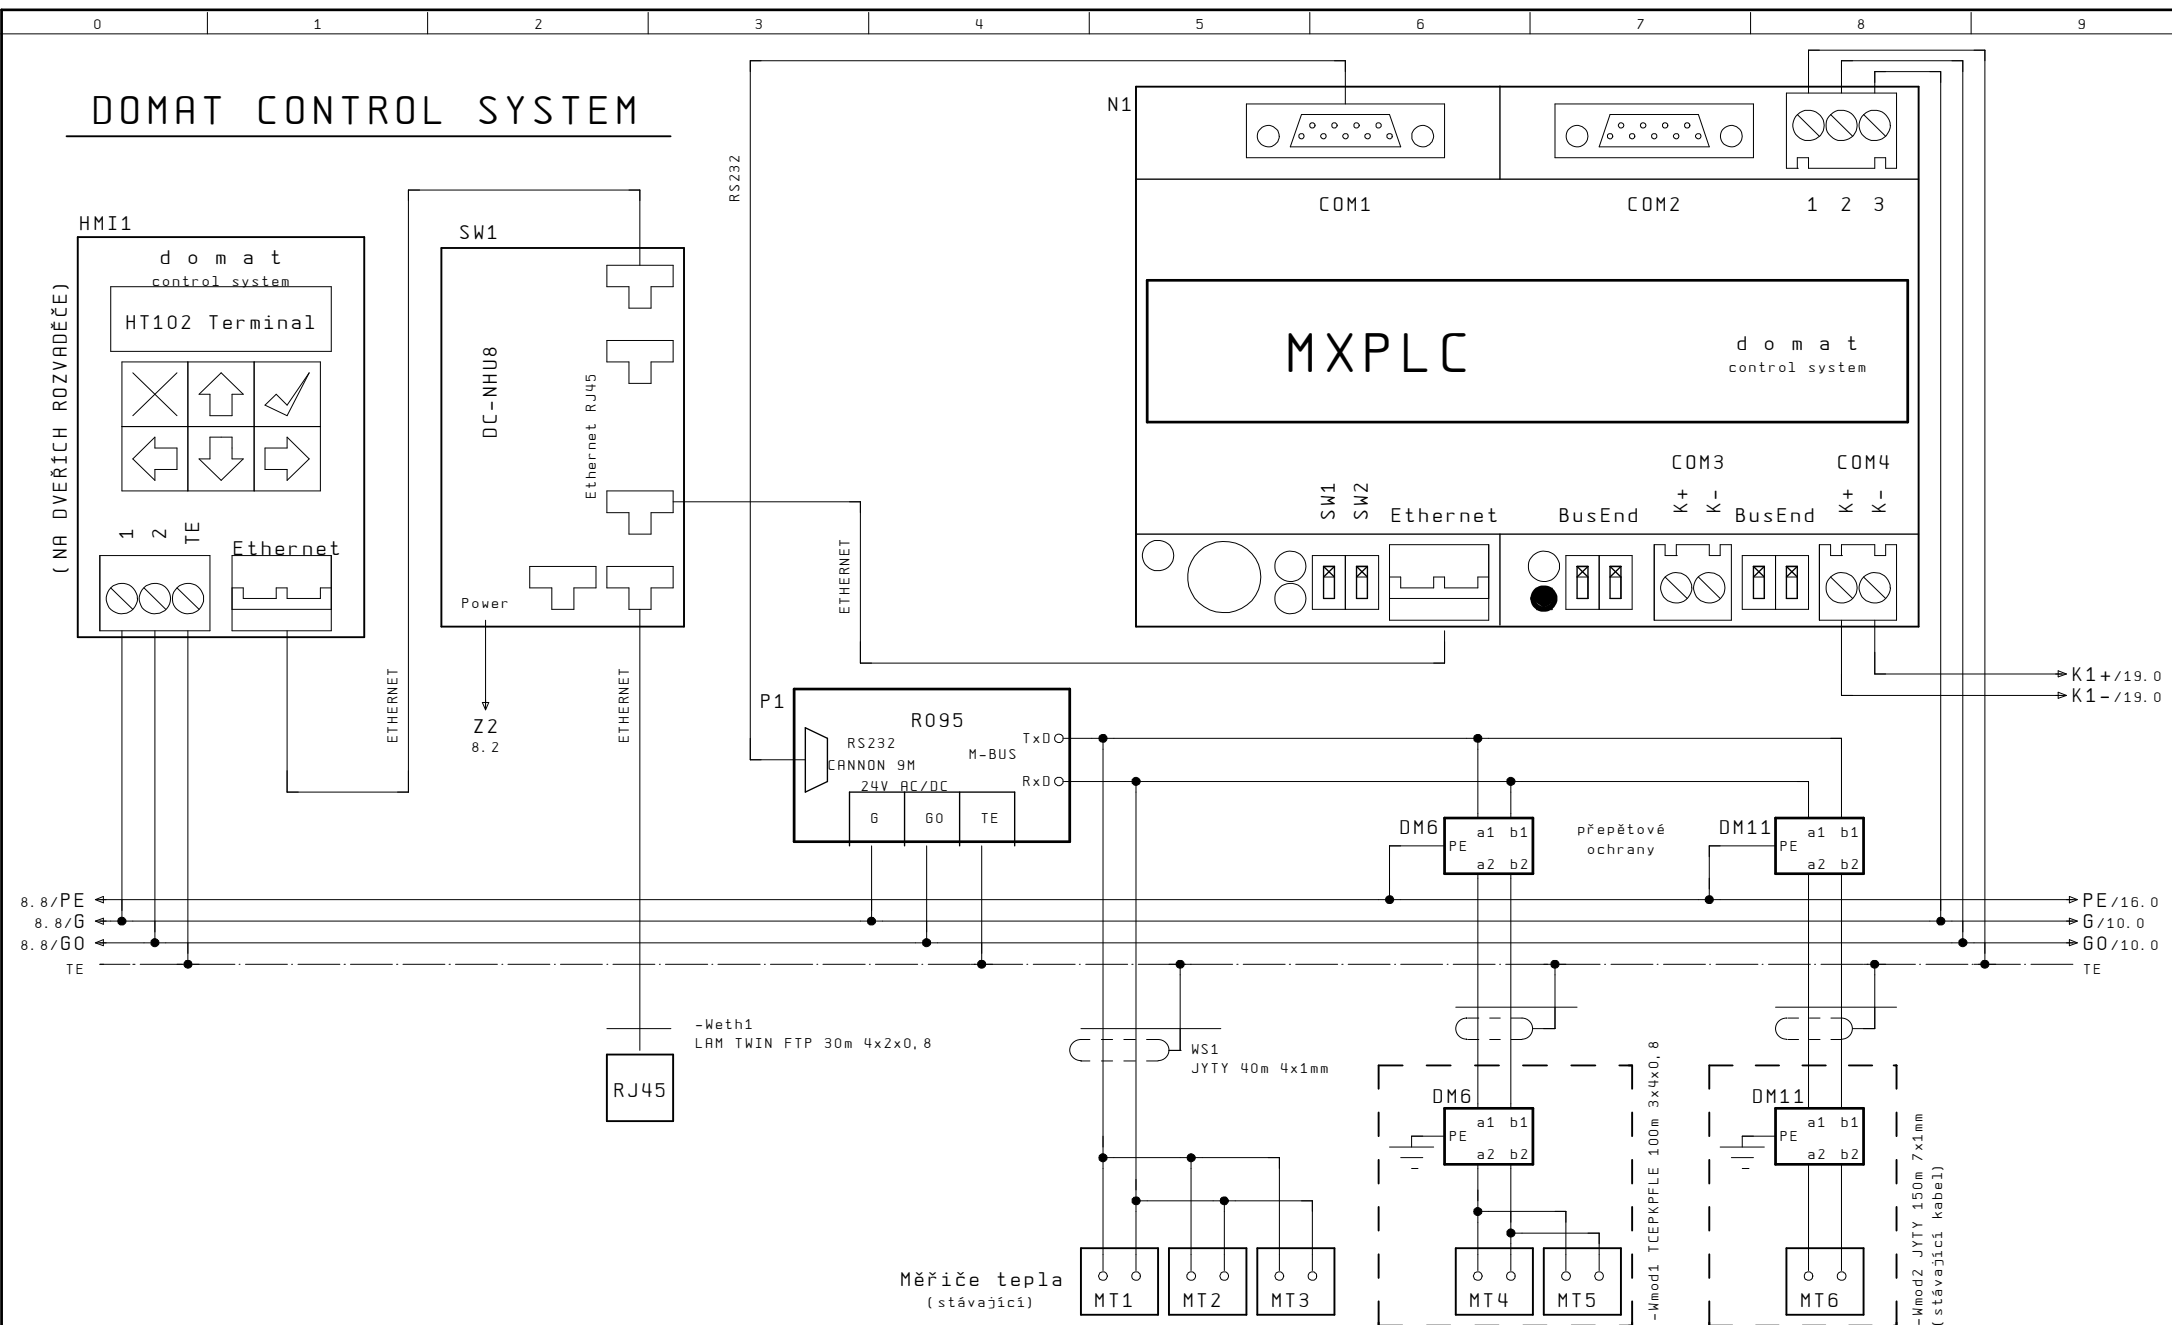 0 1 2 3 4 5 6 7 8 9
DOMAT CONTROL SYSTEM
HMI1
(NA DVEŘÍCH ROZVADĚČE)
domat
control system
HT102 Terminal
1 2 TE
Ethernet
ETHERNET
SW1
DC-NHU8
Ethernet RJ45
Power
Z2
8.2
ETHERNET
RS232
ETHERNET
N1
COM1
COM2
1 2 3
MXPLC
domat
control system
SW1 SW2
Ethernet
BusEnd
COM3
K+ K-
BusEnd
COM4
K+ K-
K1+/19.0
K1-/19.0
P1
R095
RS232
CANNON 9M
M-BUS
TxD
RxD
24V AC/DC
G G0 TE
DM6
a1 b1
PE
a2 b2
přepětové
ochrany
DM11
a1 b1
PE
a2 b2
8.8/PE
8.8/G
8.8/G0
TE
PE/16.0
G/10.0
G0/10.0
TE
-Weth1
LAM TWIN FTP 30m 4x2x0,8
RJ45
WS1
JYTY 40m 4x1mm
DM6
a1 b1
PE
a2 b2
-Wmod1 TCEPKPFLE 100m 3x4x0,8
DM11
a1 b1
PE
a2 b2
-Wmod2 JYTY 150m 7x1mm
(stávající kabel)
Měřiče tepla
(stávající)
MT1 MT2 MT3 MT4 MT5 MT6